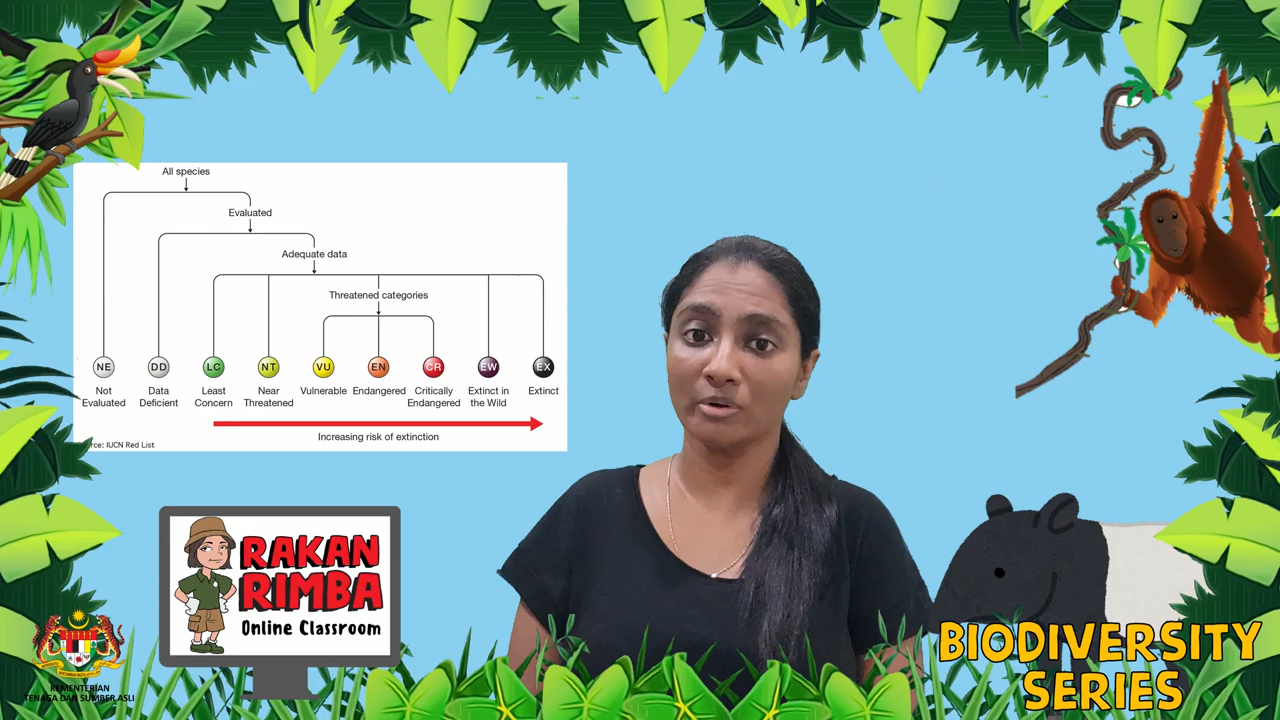 All species
Evaluated
Adequate data
Threatened categories
NE DD LC NT VU EN CR EW EX
Not Evaluated
Data Deficient
Least Concern
Near Threatened
Vulnerable
Endangered
Critically Endangered
Extinct in the Wild
Extinct
Increasing risk of extinction
IUCN Red List
RAKAN
RIMBA
Online Classroom
KEMENTERIAN
TENAGA DAN SUMBER ASLI
BIODIVERSITY
SERIES